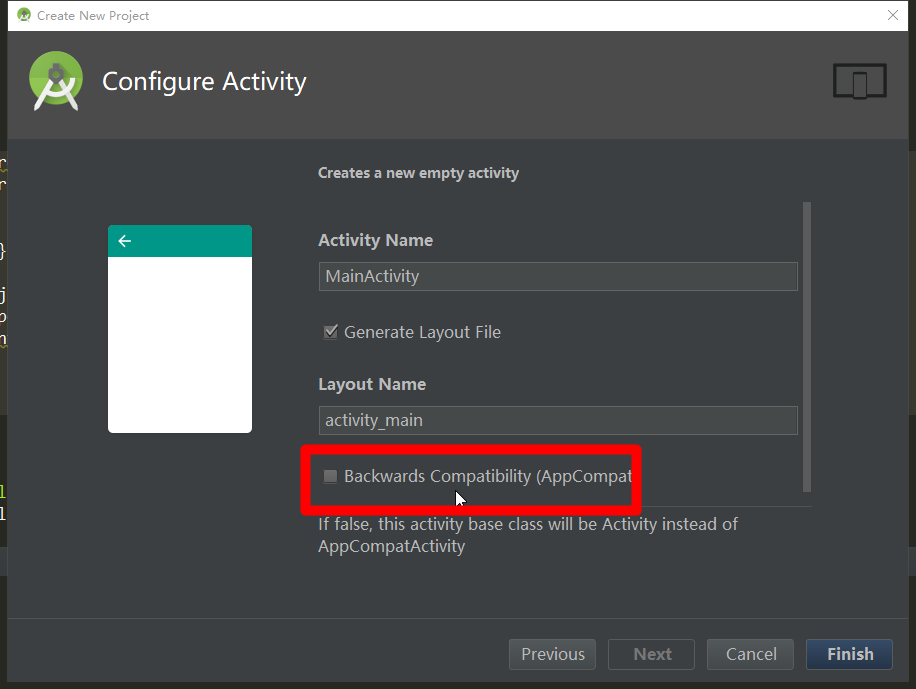 Create New Project
Configure Activity
Creates a new empty activity
Activity Name
MainActivity
Generate Layout File
Layout Name
activity_main
Backwards Compatibility (AppCompat
If false, this activity base class will be Activity instead of
AppCompatActivity
Previous
Next
Cancel
Finish